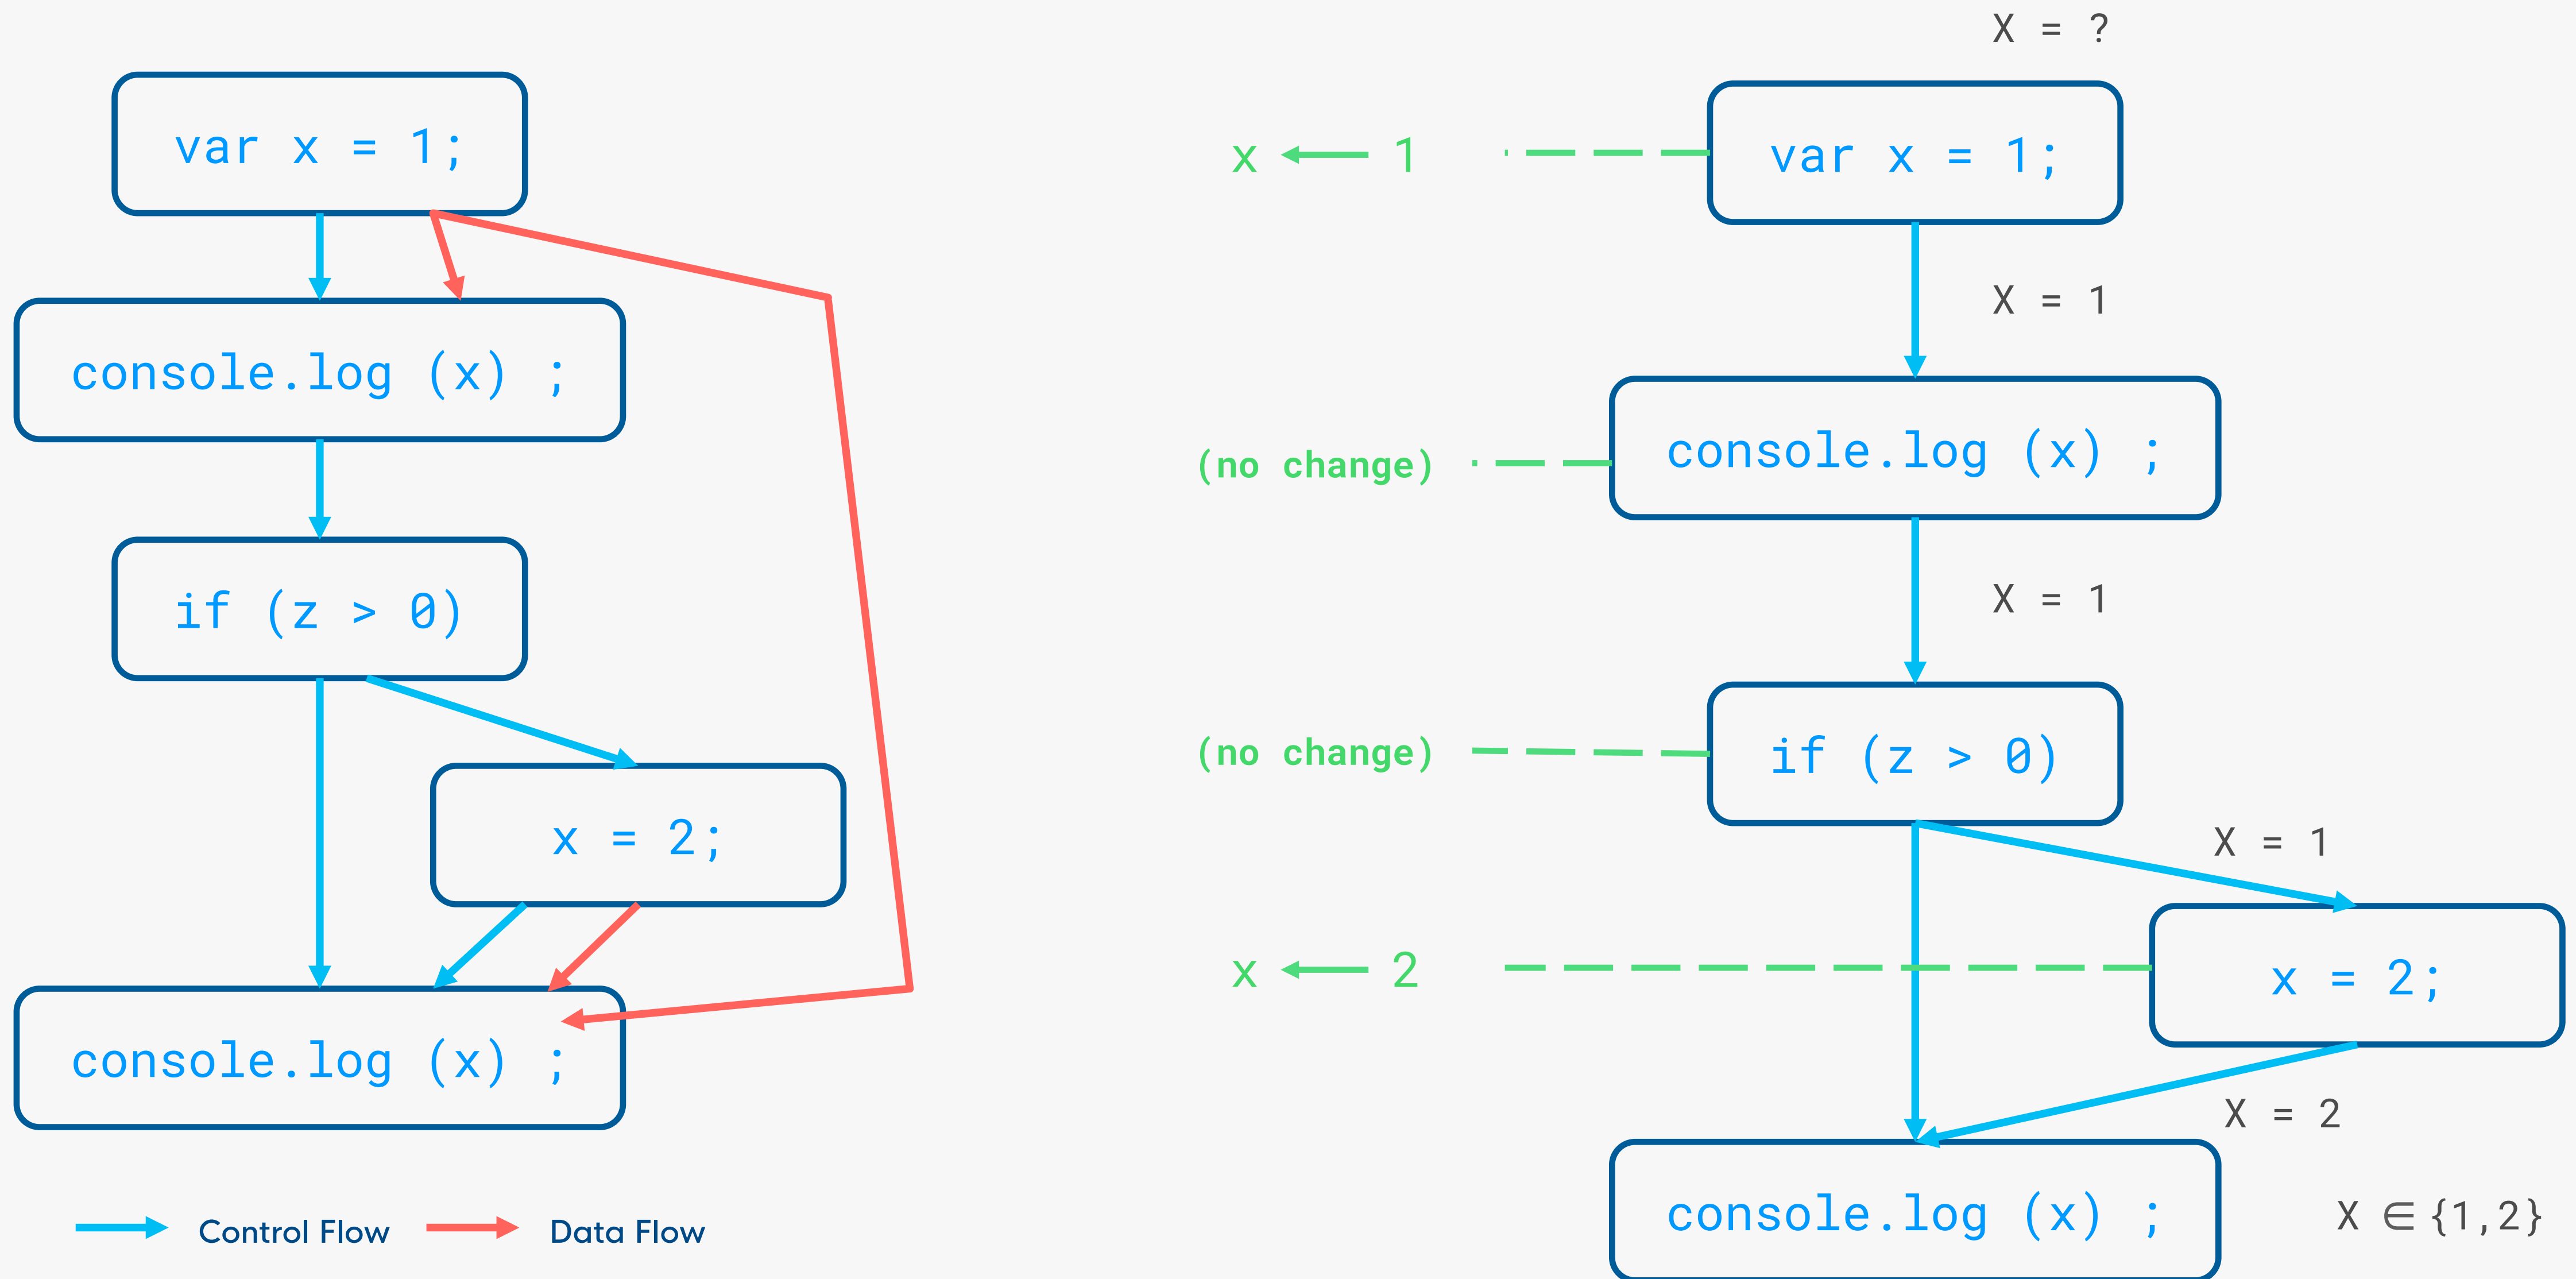 var x = 1;
console.log (x) ;
if (z > 0)
x = 2;
console.log (x) ;
Control Flow
Data Flow
X = ?
x ← 1
var x = 1;
X = 1
(no change)
console.log (x) ;
X = 1
(no change)
if (z > 0)
X = 1
x ← 2
x = 2;
X = 2
console.log (x) ;
X ∈ {1,2}